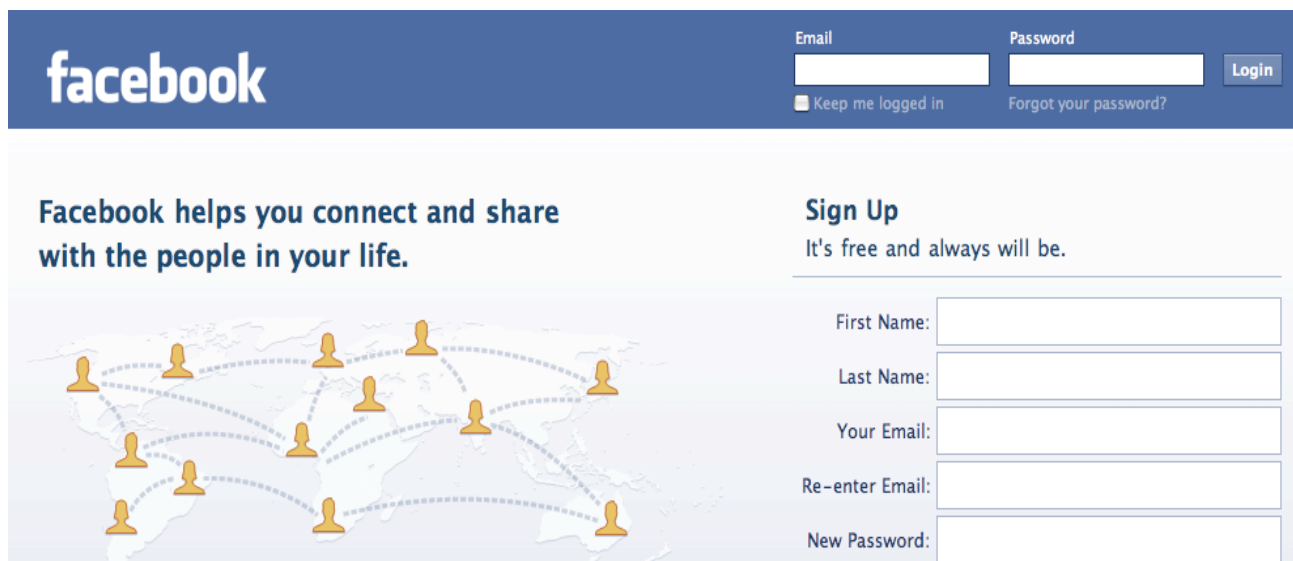 facebook
Email
Password
Login
Keep me logged in
Forgot your password?
Facebook helps you connect and share
with the people in your life.
Sign Up
It's free and always will be.
First Name:
Last Name:
Your Email:
Re-enter Email:
New Password: